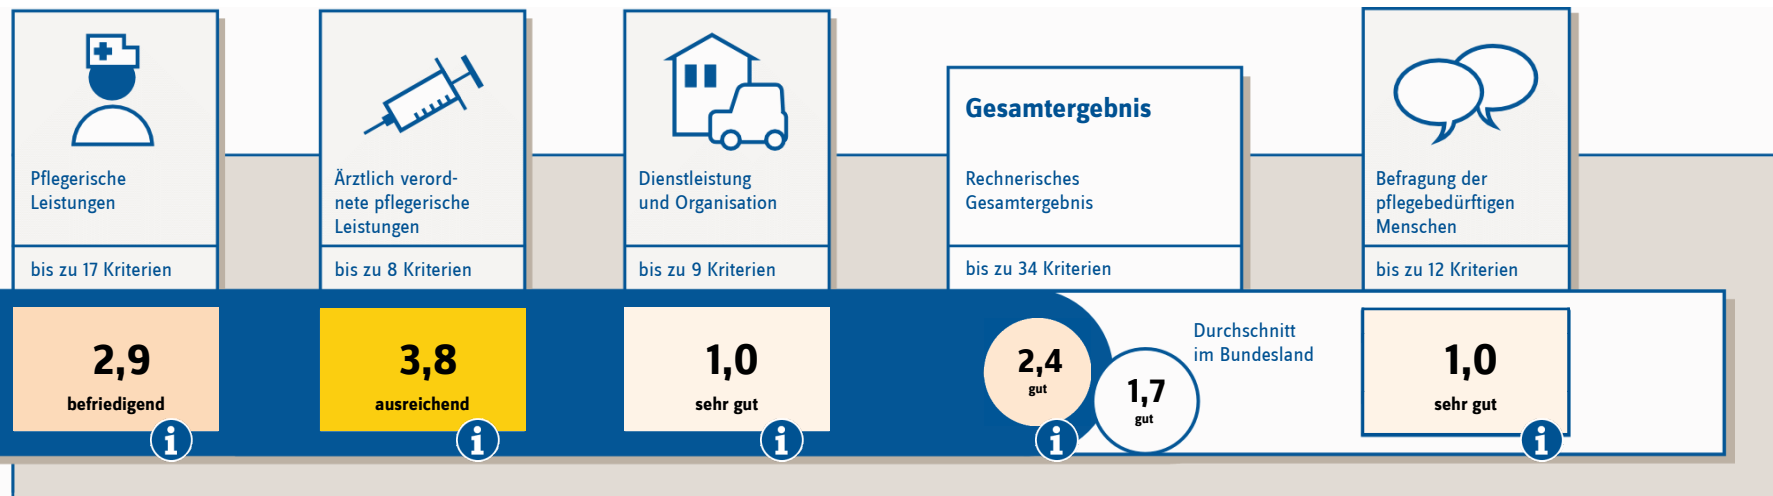 Pflegerische
Leistungen
bis zu 17 Kriterien
2,9
befriedigend
i
Ärztlich verord-
nete pflegerische
Leistungen
bis zu 8 Kriterien
3,8
ausreichend
i
Dienstleistung
und Organisation
bis zu 9 Kriterien
1,0
sehr gut
i
Gesamtergebnis
Rechnerisches
Gesamtergebnis
bis zu 34 Kriterien
2,4
gut
i
1,7
gut
Durchschnitt
im Bundesland
Befragung der
pflegebedürftigen
Menschen
bis zu 12 Kriterien
1,0
sehr gut
i